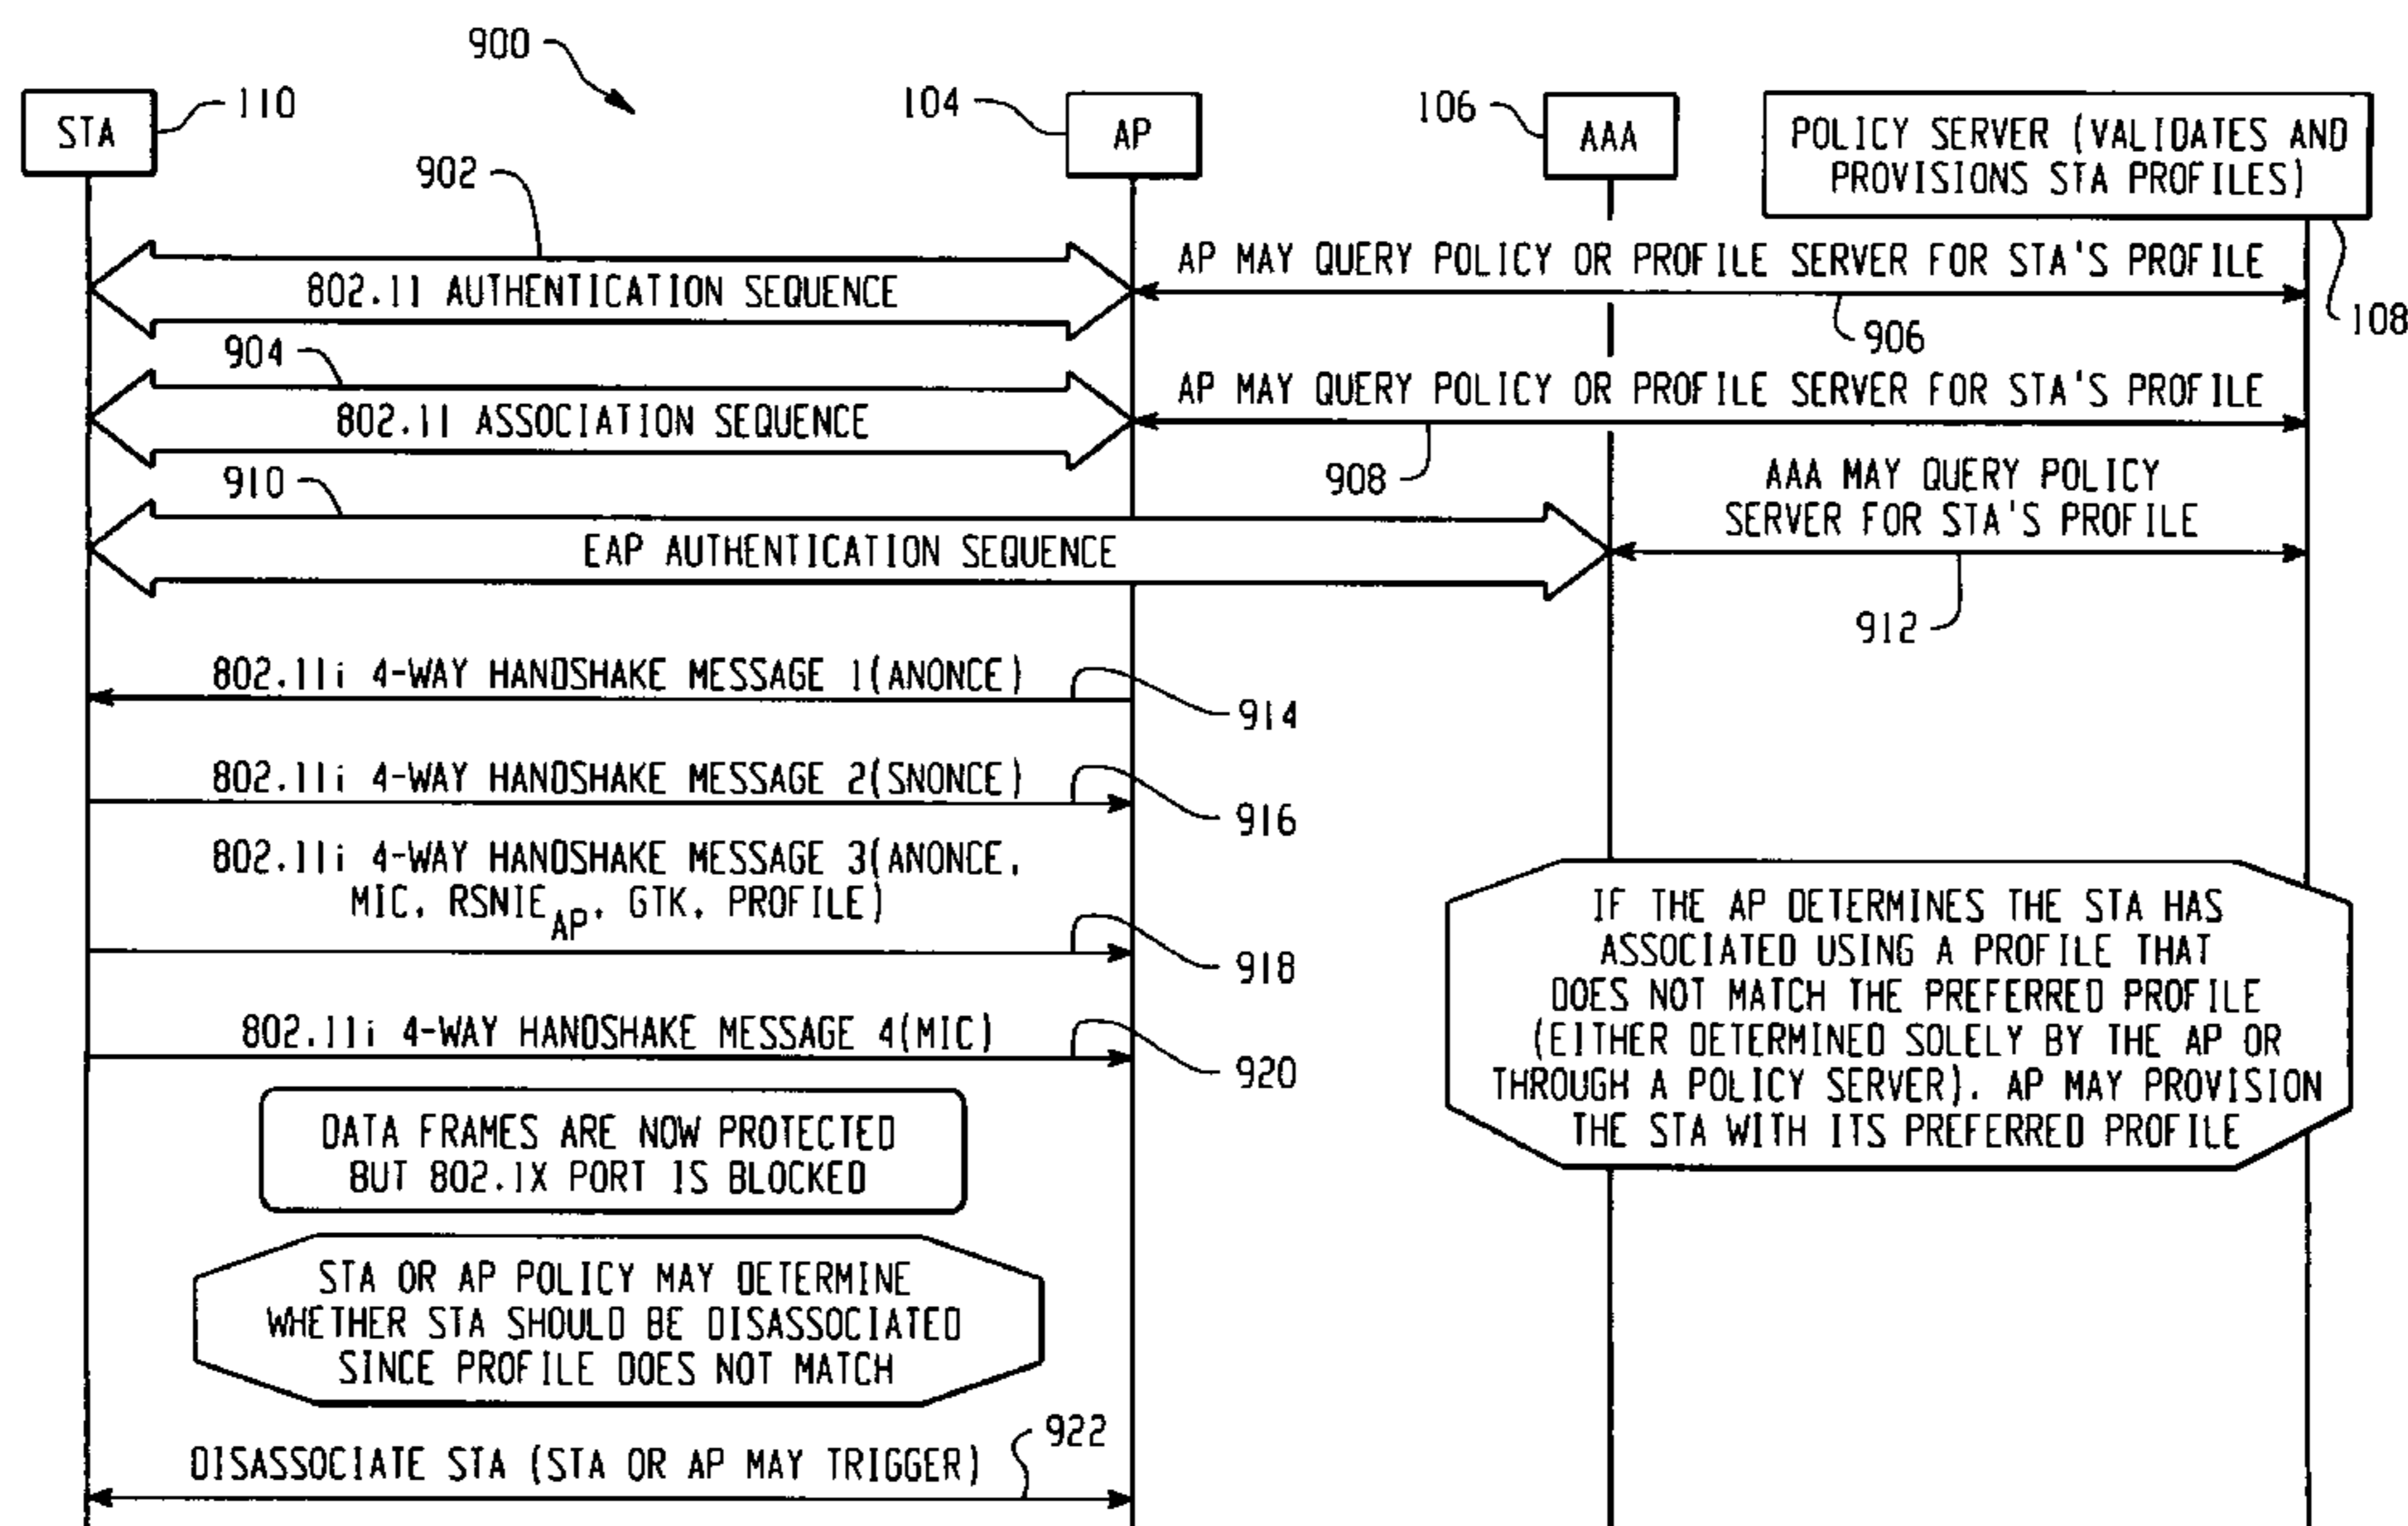 900
STA
110
104
AP
106
AAA
POLICY SERVER (VALIDATES AND
PROVISIONS STA PROFILES)
108
902
802.11 AUTHENTICATION SEQUENCE
AP MAY QUERY POLICY OR PROFILE SERVER FOR STA'S PROFILE
906
904
802.11 ASSOCIATION SEQUENCE
AP MAY QUERY POLICY OR PROFILE SERVER FOR STA'S PROFILE
908
910
EAP AUTHENTICATION SEQUENCE
AAA MAY QUERY POLICY
SERVER FOR STA'S PROFILE
912
802.11i 4-WAY HANDSHAKE MESSAGE 1(ANONCE)
914
802.11i 4-WAY HANDSHAKE MESSAGE 2(SNONCE)
916
802.11i 4-WAY HANDSHAKE MESSAGE 3(ANONCE,
MIC, RSNIE_AP, GTK, PROFILE)
918
802.11i 4-WAY HANDSHAKE MESSAGE 4(MIC)
920
IF THE AP DETERMINES THE STA HAS
ASSOCIATED USING A PROFILE THAT
DOES NOT MATCH THE PREFERRED PROFILE
(EITHER DETERMINED SOLELY BY THE AP OR
THROUGH A POLICY SERVER). AP MAY PROVISION
THE STA WITH ITS PREFERRED PROFILE
DATA FRAMES ARE NOW PROTECTED
BUT 802.1X PORT IS BLOCKED
STA OR AP POLICY MAY DETERMINE
WHETHER STA SHOULD BE DISASSOCIATED
SINCE PROFILE DOES NOT MATCH
922
DISASSOCIATE STA (STA OR AP MAY TRIGGER)